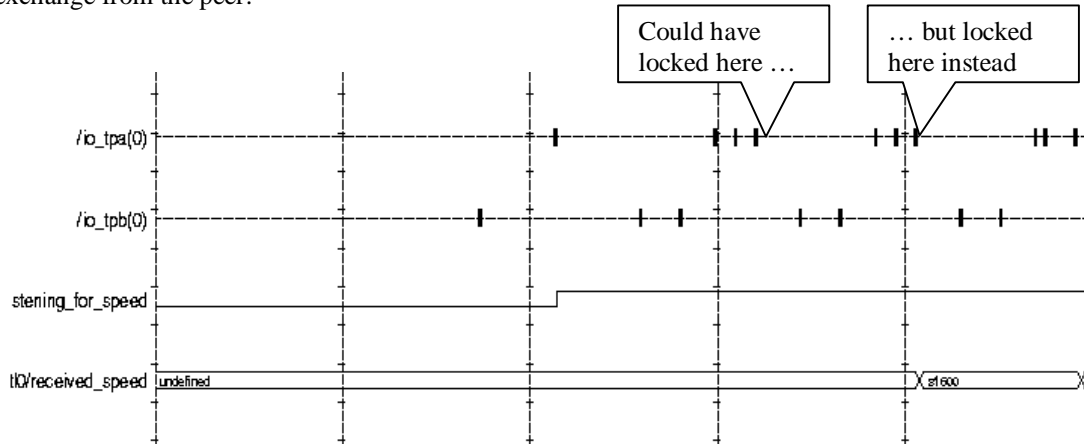 exchange from the peer.
Could have
locked here …
… but locked
here instead
/io_tpa(0)
/io_tpb(0)
stening_for_speed
tl0/received_speed
undefined
s1600